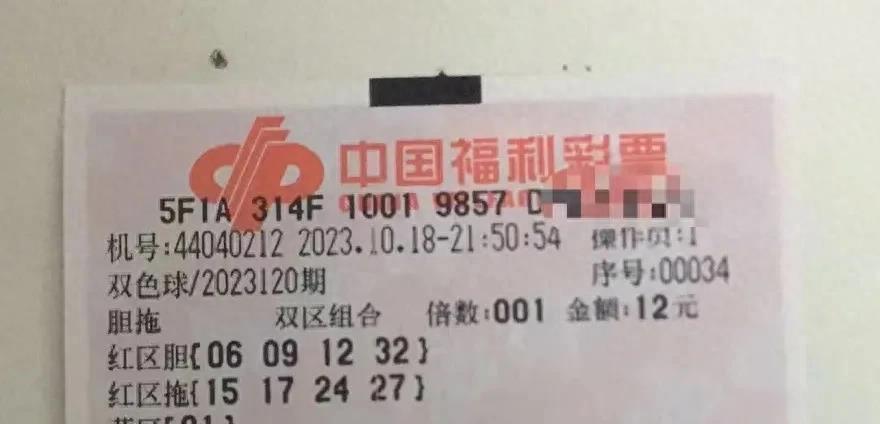 中国福利彩票
5F1A 314F 1001 9857 D
机号:44040212 2023.10.18-21:50:54 操作员:1
双色球/2023120期 序号:00034
胆拖 双区组合 倍数:001 金额:12元
红区胆{06 09 12 32}
红区拖{15 17 24 27}